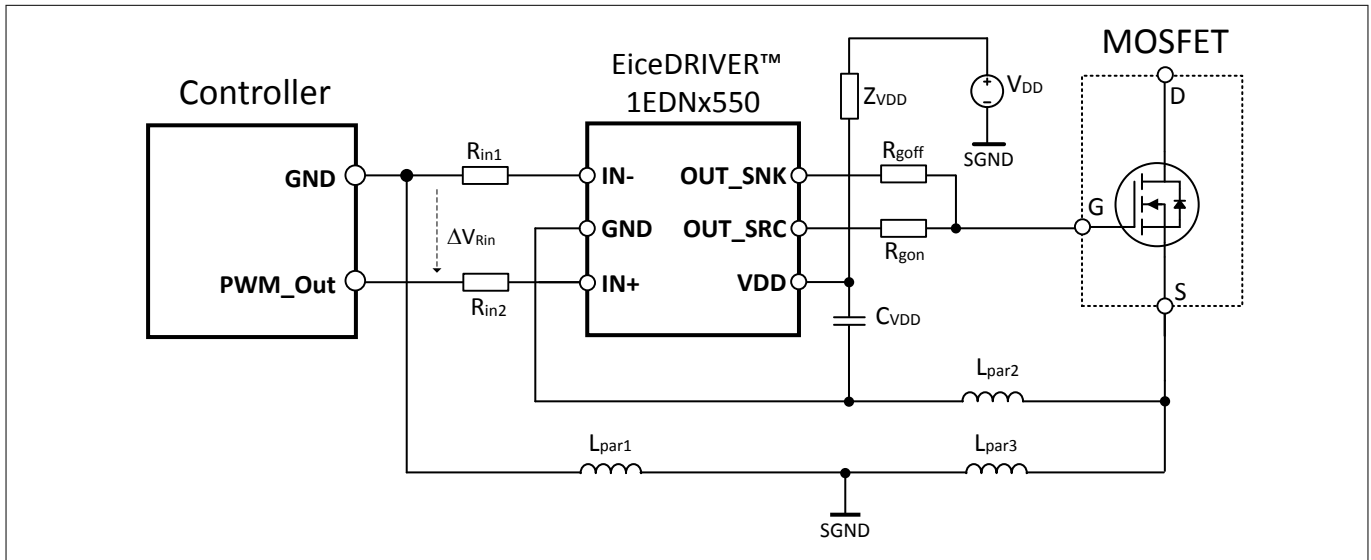 Controller
GND
PWM_Out
Rin1
ΔVRin
Rin2
EiceDRIVER™
1EDNx550
IN-
GND
IN+
OUT_SNK
OUT_SRC
VDD
ZVDD
VDD
SGND
Rgoff
Rgon
CVDD
MOSFET
D
G
S
Lpar2
Lpar1
Lpar3
SGND